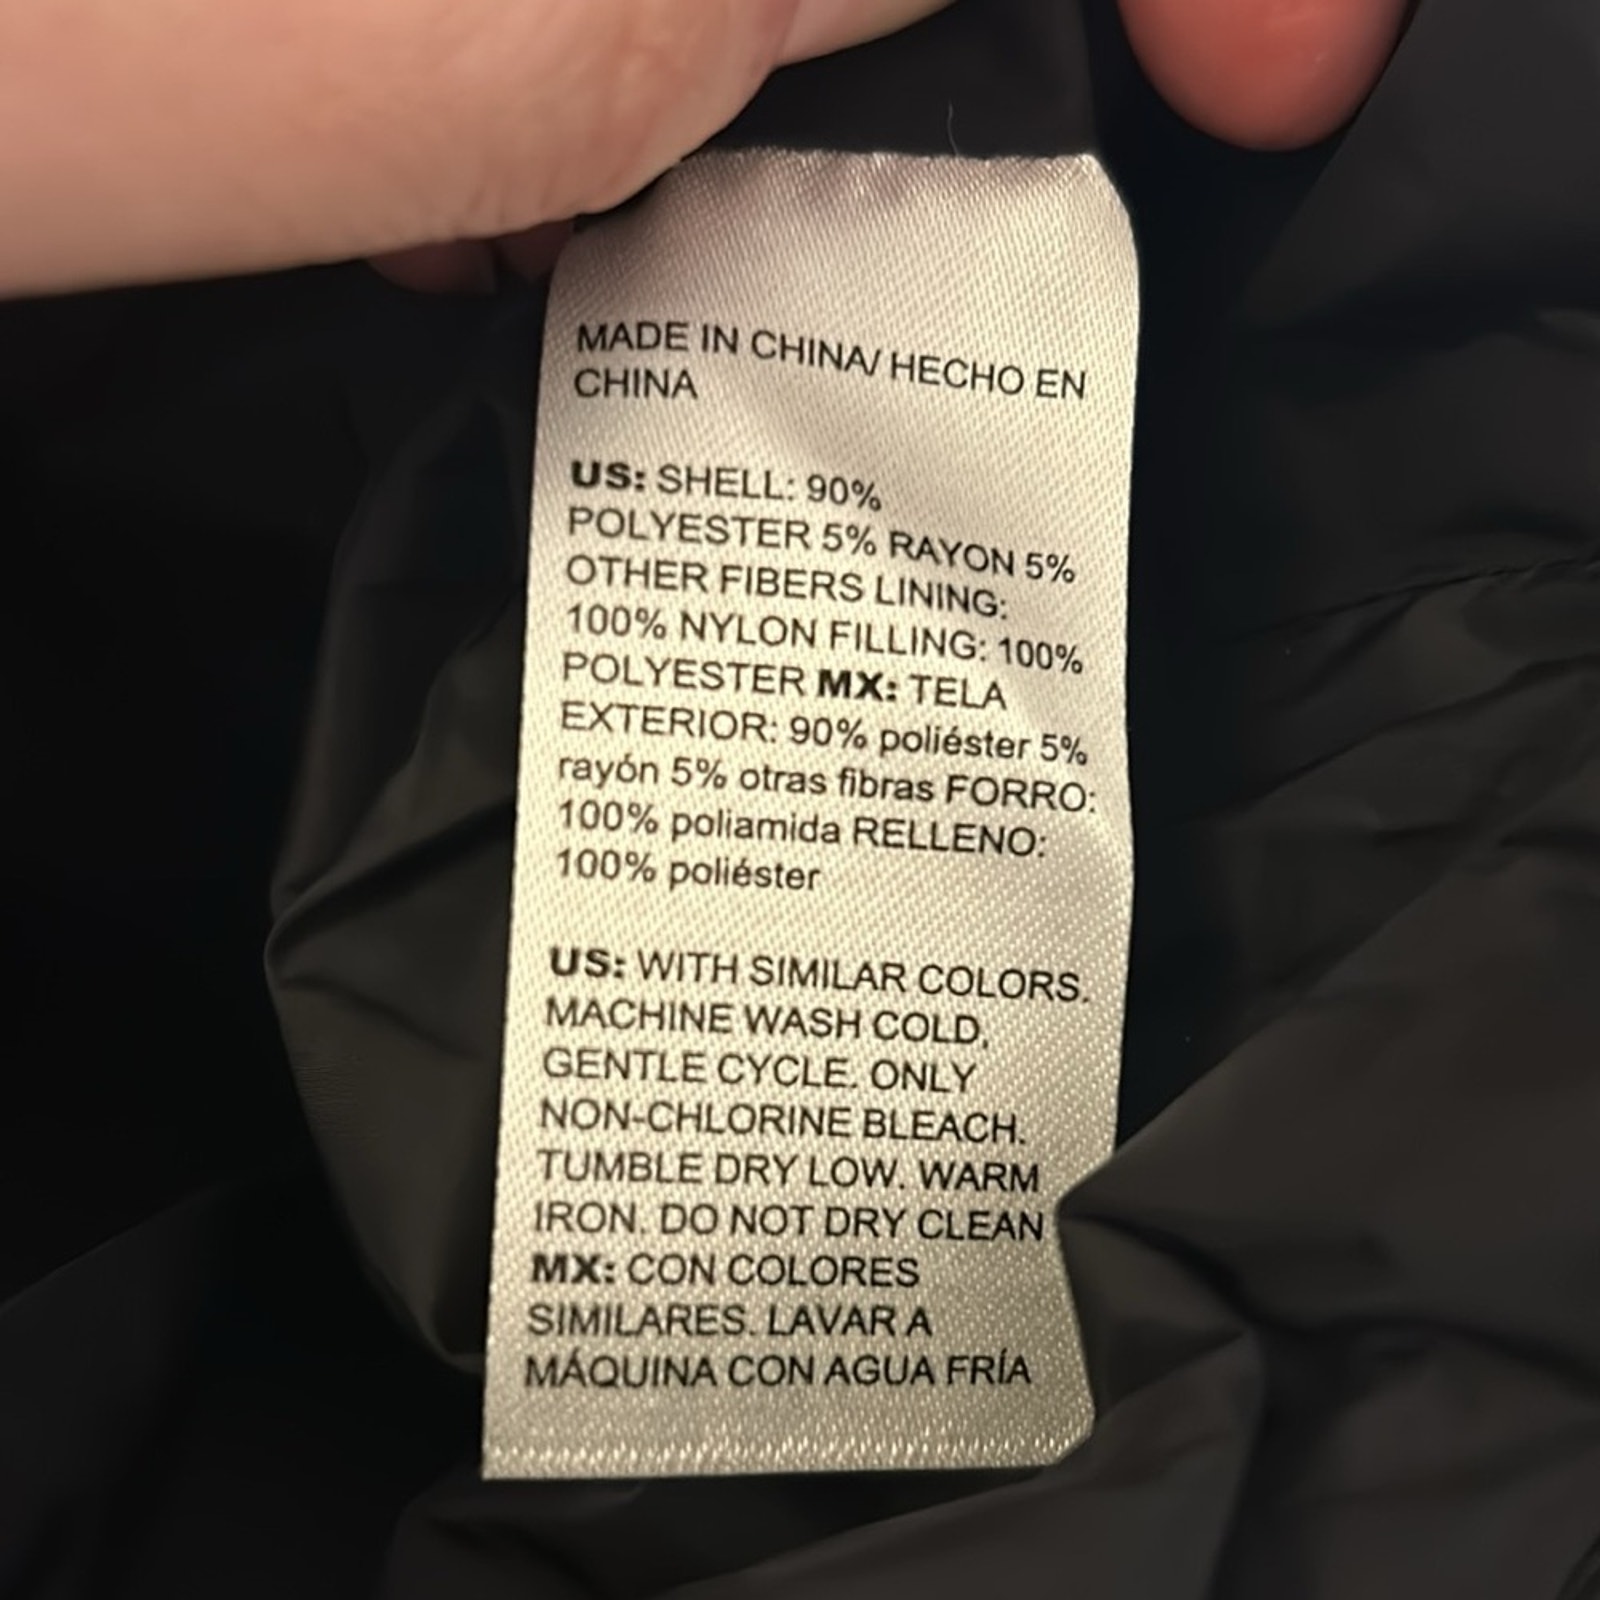 MADE IN CHINA/ HECHO EN
CHINA
US: SHELL: 90%
POLYESTER 5% RAYON 5%
OTHER FIBERS LINING:
100% NYLON FILLING: 100%
POLYESTER MX: TELA
EXTERIOR: 90% poliéster 5%
rayón 5% otras fibras FORRO:
100% poliamida RELLENO:
100% poliéster
US: WITH SIMILAR COLORS.
MACHINE WASH COLD,
GENTLE CYCLE. ONLY
NON-CHLORINE BLEACH.
TUMBLE DRY LOW. WARM
IRON. DO NOT DRY CLEAN
MX: CON COLORES
SIMILARES. LAVAR A
MÁQUINA CON AGUA FRÍA